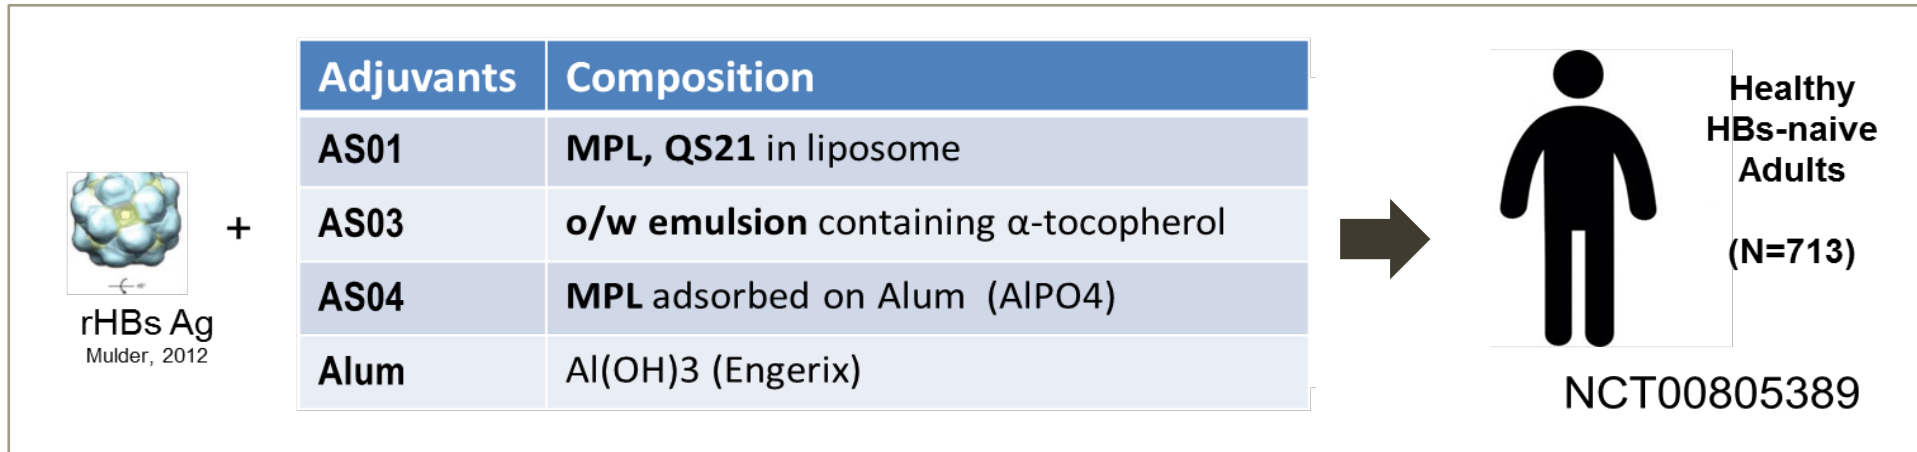 Adjuvants Composition
AS01 MPL, QS21 in liposome
AS03 o/w emulsion containing α-tocopherol
AS04 MPL adsorbed on Alum (AlPO4)
Alum Al(OH)3 (Engerix)
+
rHBs Ag
Mulder, 2012
Healthy
HBs-naive
Adults
(N=713)
NCT00805389